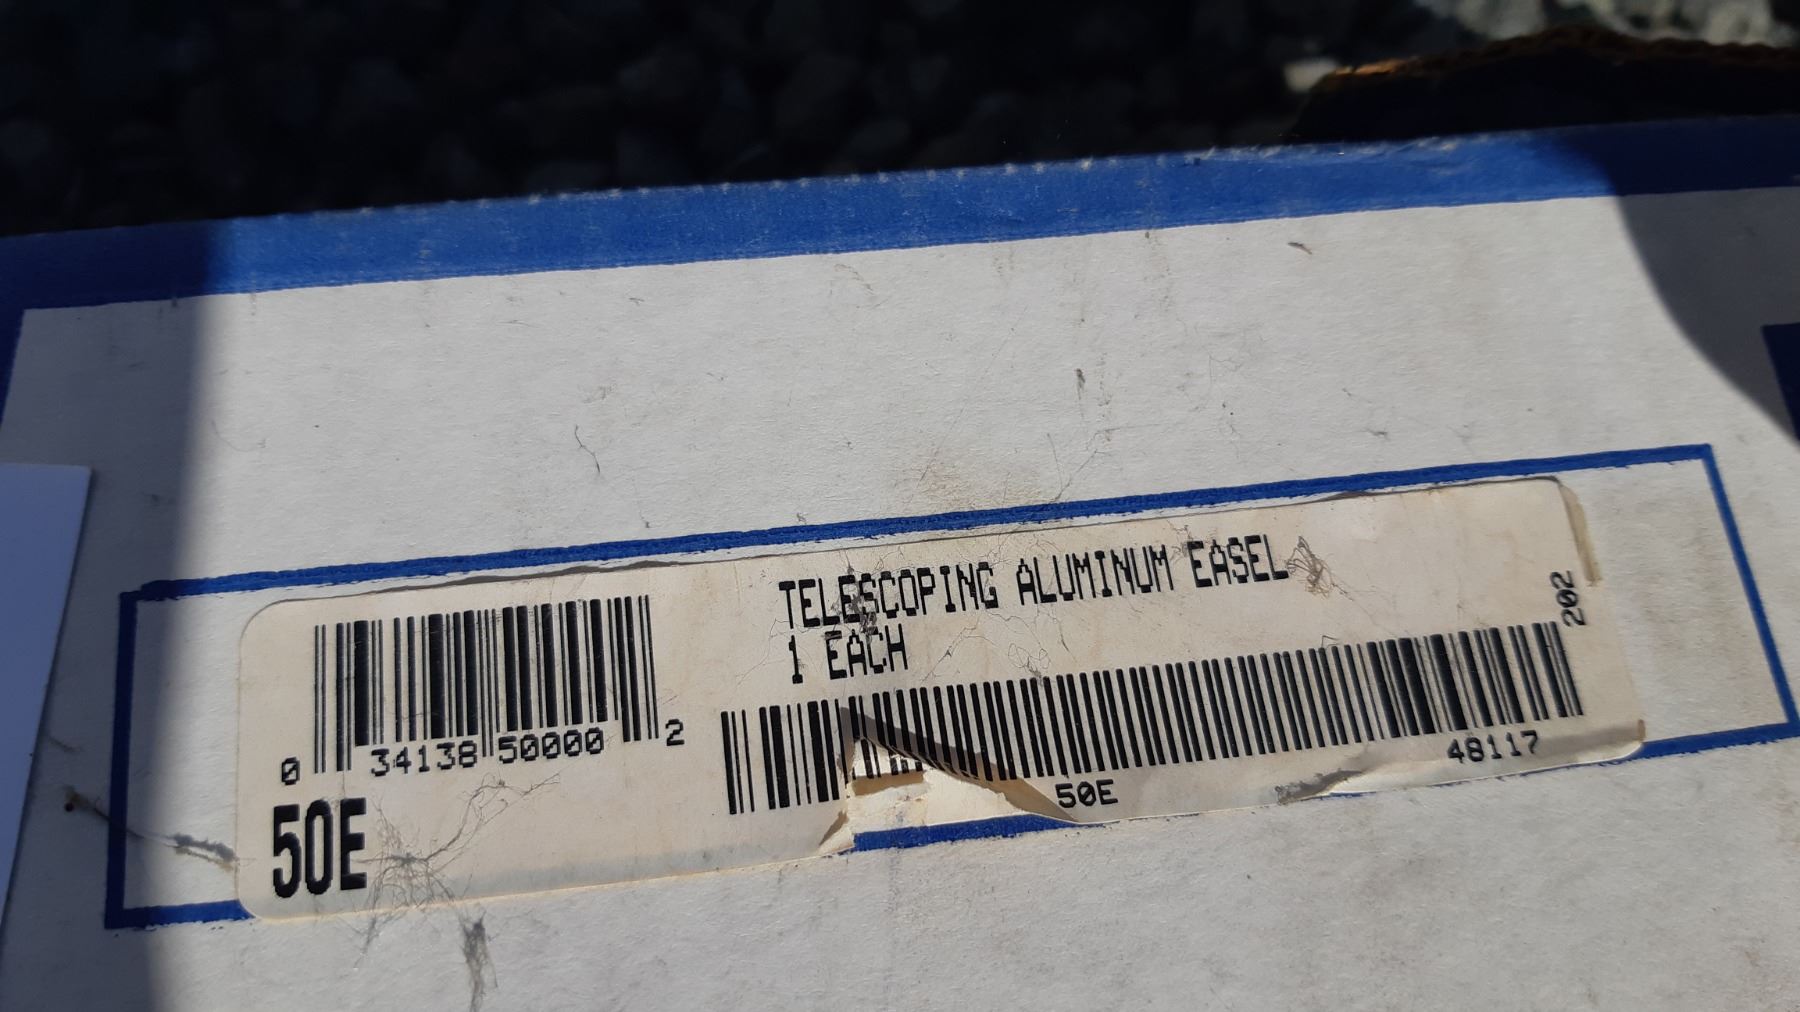 TELESCOPING ALUMINUM EASEL
1 EACH
202
0 34138 50000 2
50E
50E
48117